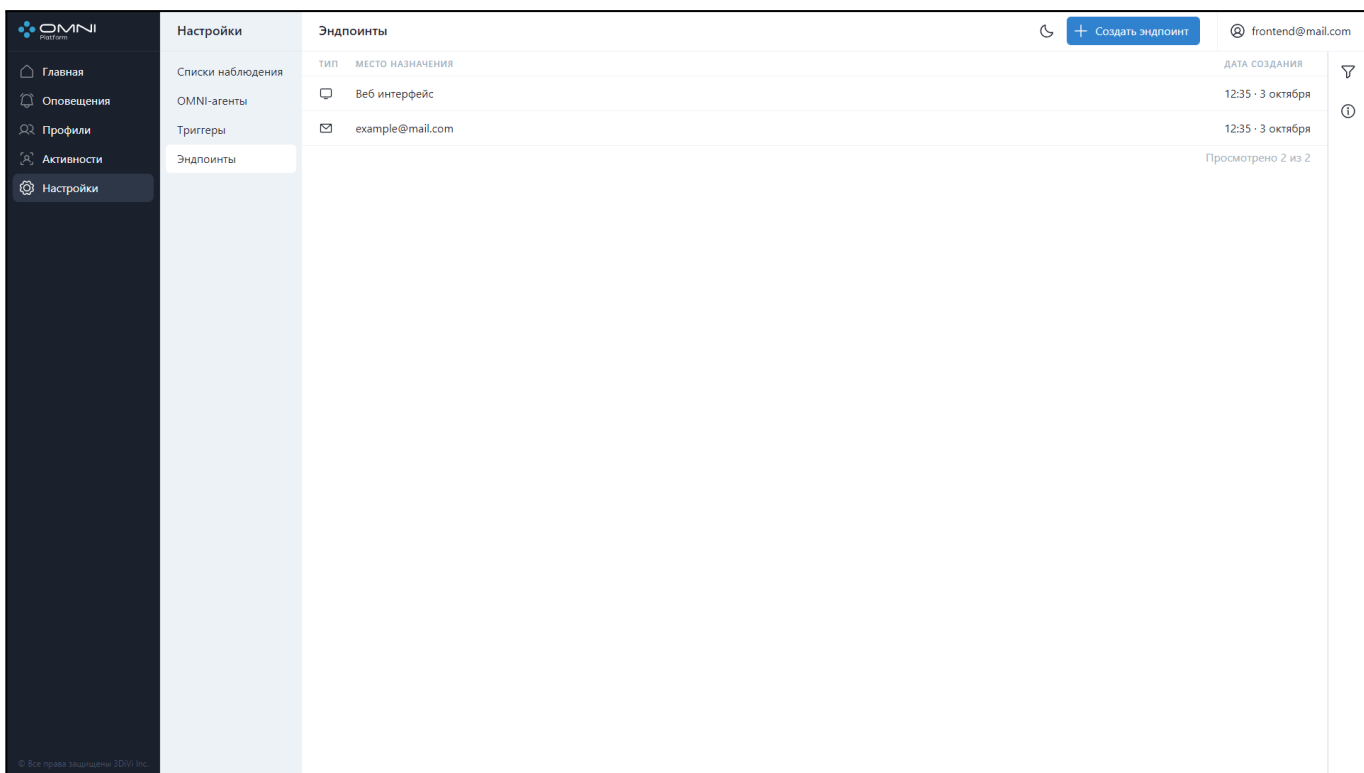 OMNI
Platform
Главная
Оповещения
Профили
Активности
Настройки
© Все права защищены 3DiVi Inc.
Настройки
Списки наблюдения
OMNI-агенты
Триггеры
Эндпоинты
Эндпоинты
Создать эндпоинт
frontend@mail.com
ТИП МЕСТО НАЗНАЧЕНИЯ ДАТА СОЗДАНИЯ
Веб интерфейс 12:35 · 3 октября
example@mail.com 12:35 · 3 октября
Просмотрено 2 из 2